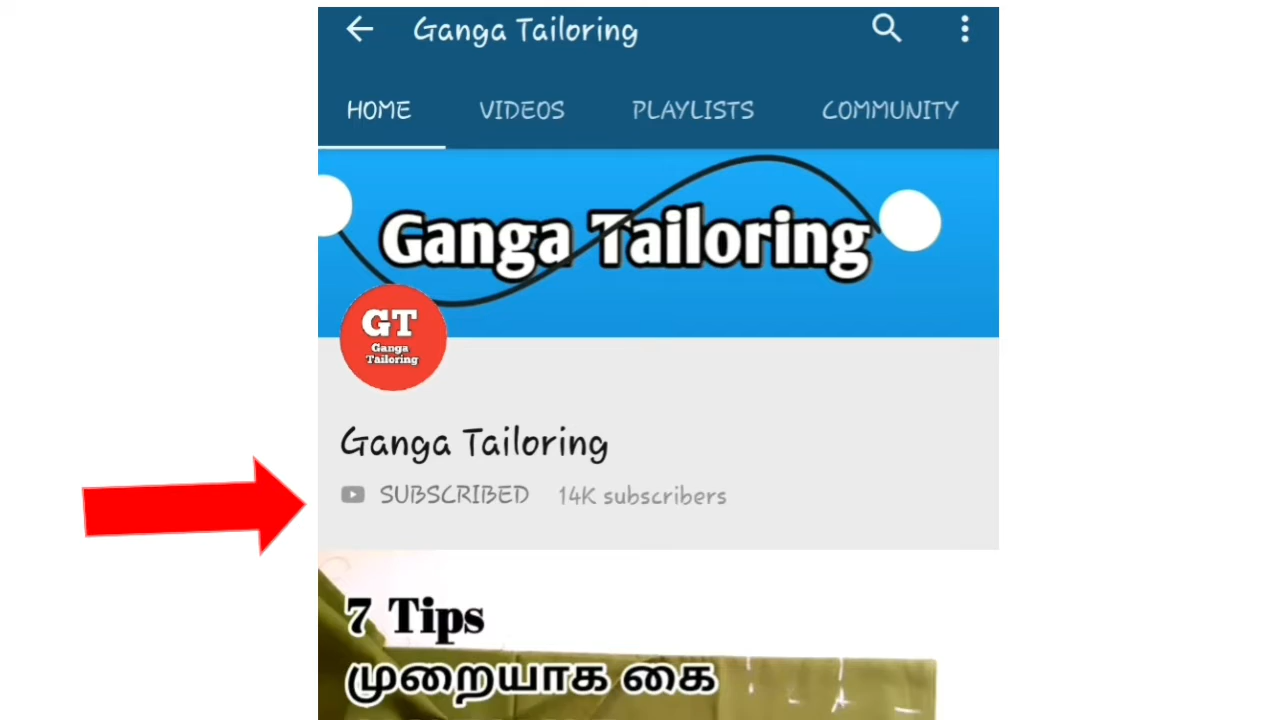 Ganga Tailoring
HOME VIDEOS PLAYLISTS COMMUNITY
Ganga Tailoring
GT
Ganga
Tailoring
Ganga Tailoring
SUBSCRIBED 14K subscribers
7 Tips
முறையாக கை